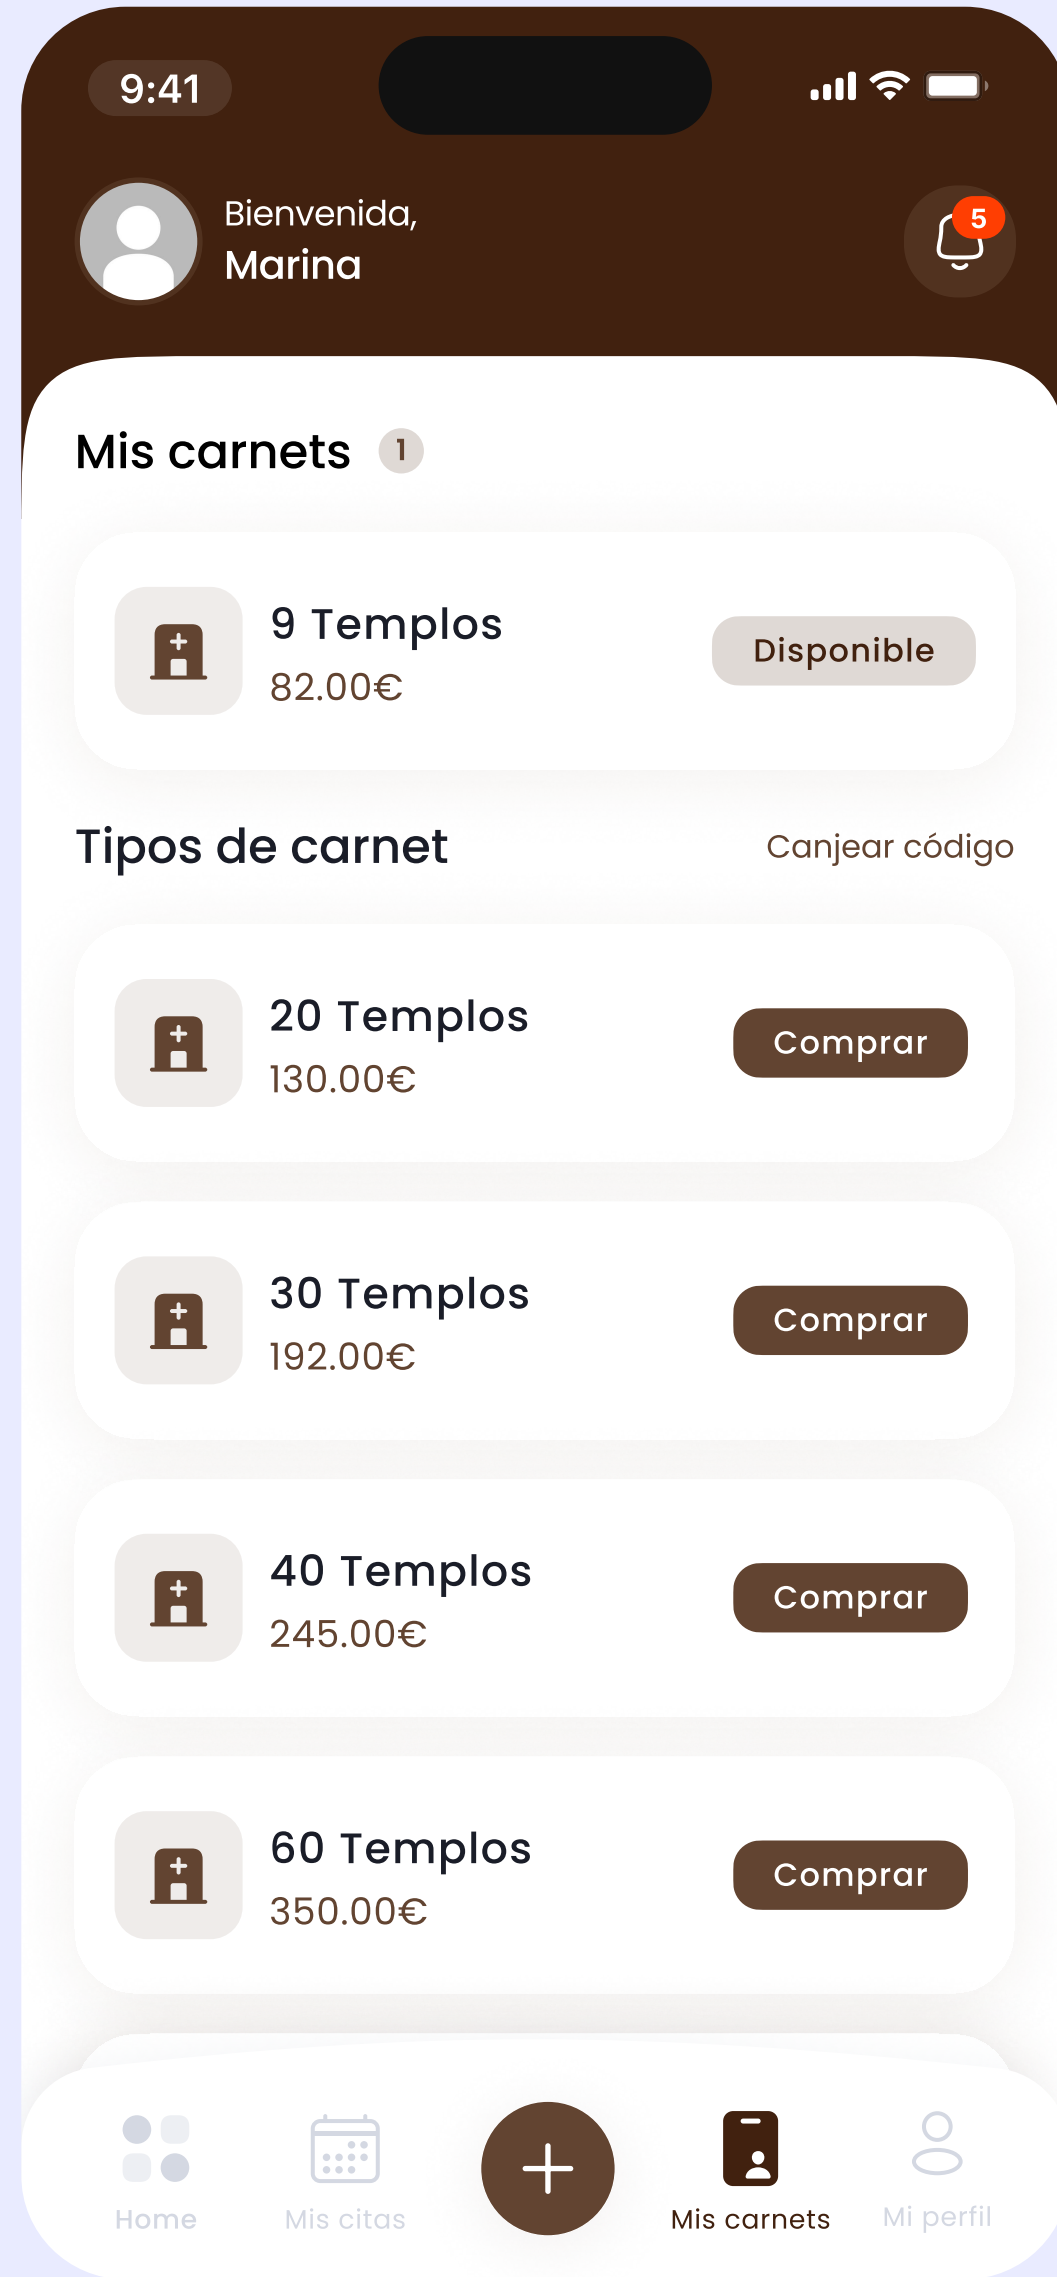 9:41
Bienvenida,
Marina
5
Mis carnets 1
9 Templos
82.00€
Disponible
Tipos de carnet
Canjear código
20 Templos
130.00€
Comprar
30 Templos
192.00€
Comprar
40 Templos
245.00€
Comprar
60 Templos
350.00€
Comprar
Home
Mis citas
Mis carnets
Mi perfil